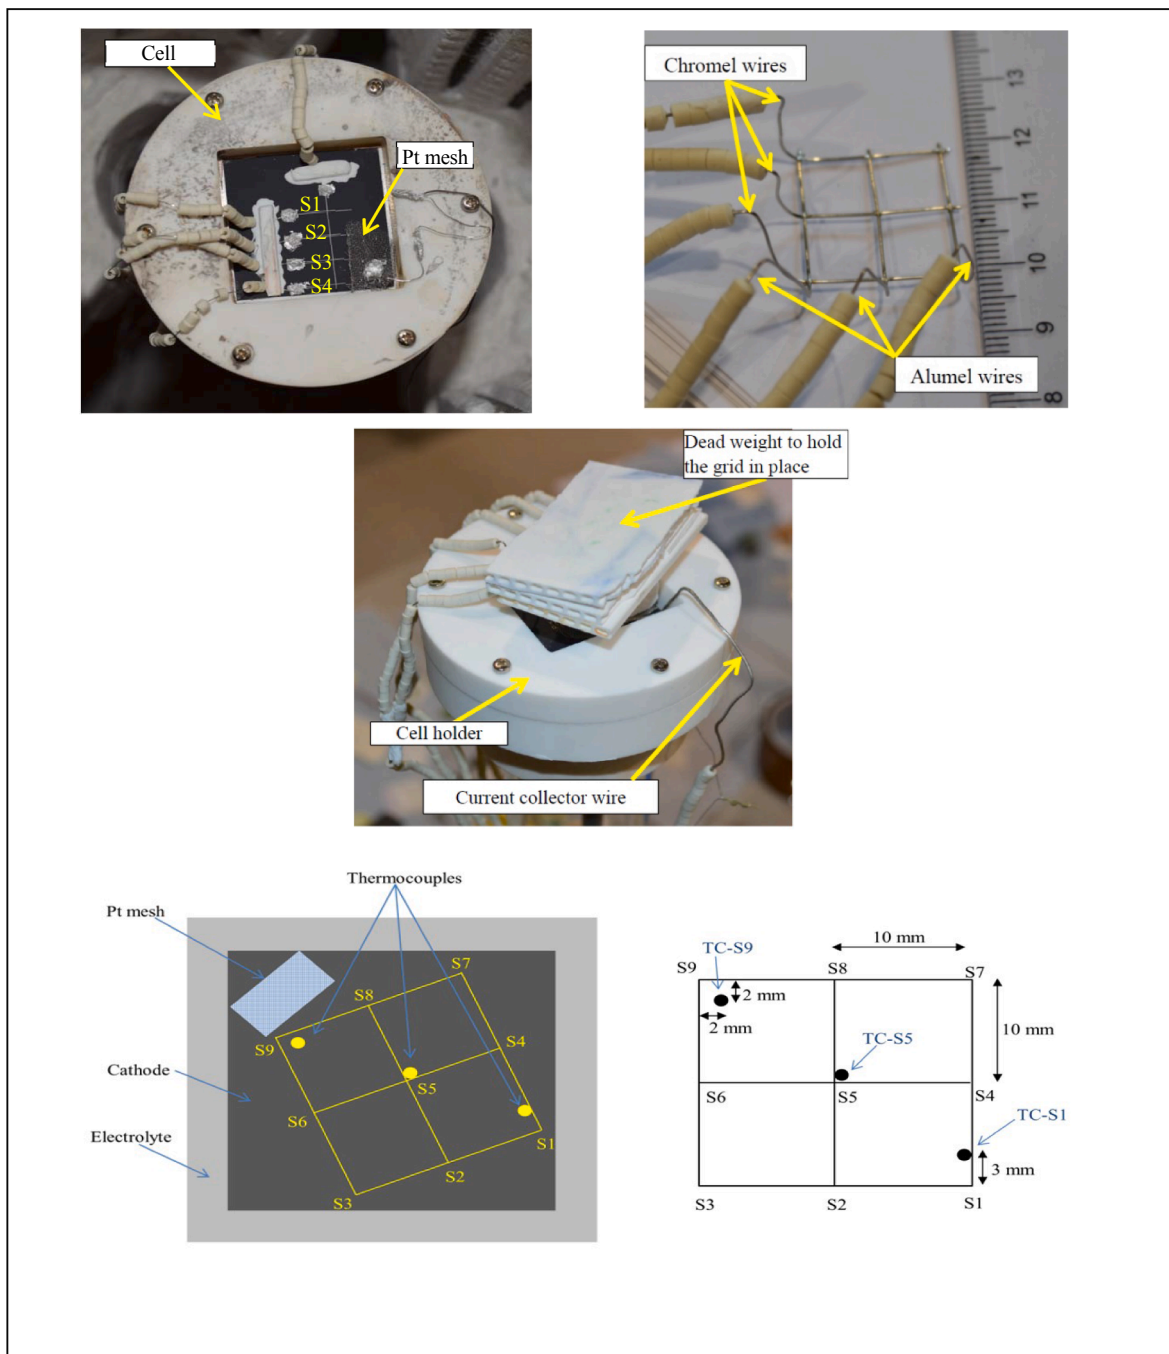 Cell
Pt mesh
S1
S2
S3
S4
Chromel wires
13
12
11
10
9
8
Alumel wires
Dead weight to hold
the grid in place
Cell holder
Current collector wire
Thermocouples
Pt mesh
S7
S8
S9
S4
Cathode
S5
S6
Electrolyte
S1
S2
S3
10 mm
TC-S9
S9
S8
S7
2 mm
2 mm
10 mm
TC-S5
S6
S5
S4
TC-S1
3 mm
S3
S2
S1